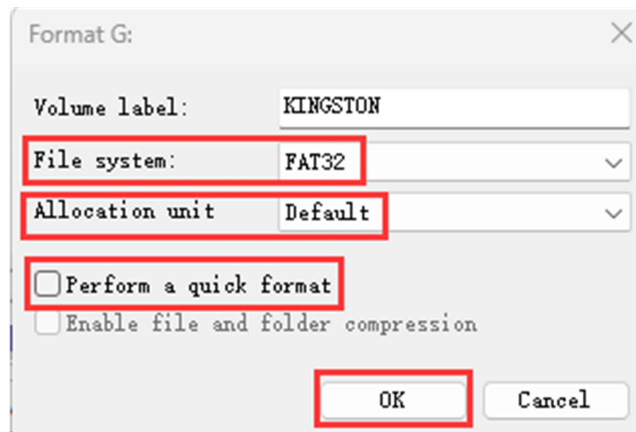 Format G:
Volume label: KINGSTON
File system: FAT32
Allocation unit Default
Perform a quick format
Enable file and folder compression
OK Cancel